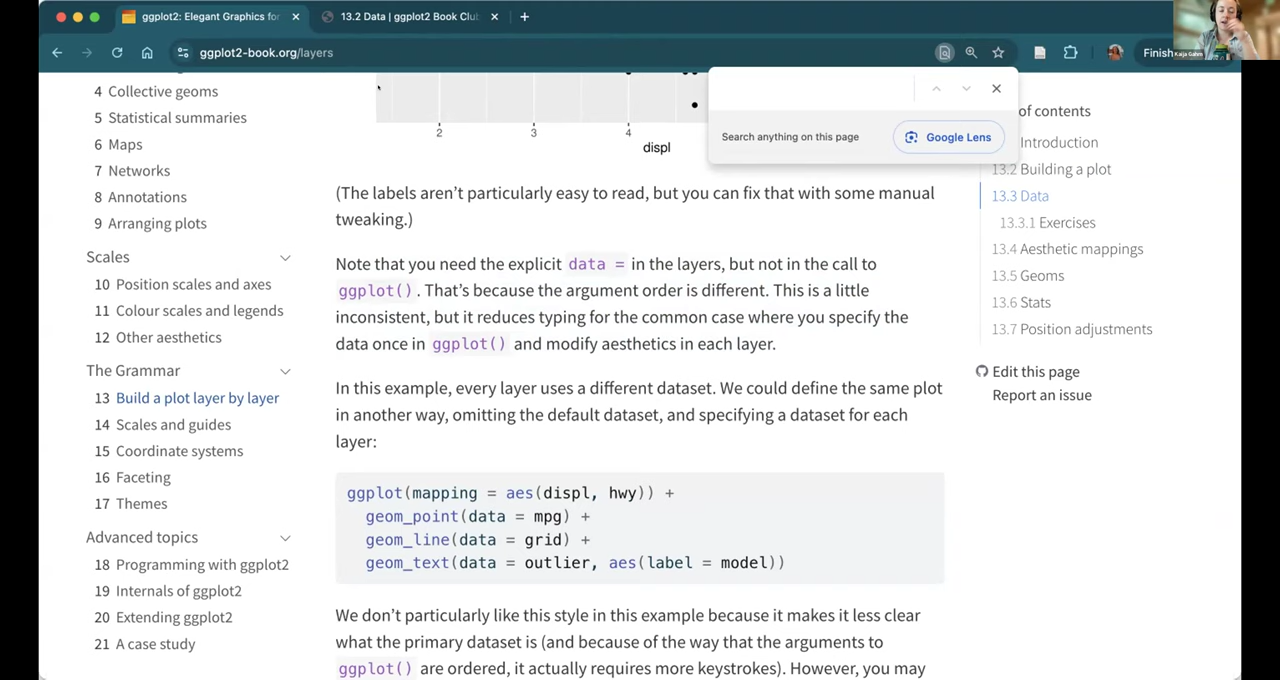 ggplot2: Elegant Graphics for
13.2 Data | ggplot2 Book Clu
ggplot2-book.org/layers
Finish
Kaija Gahm
Search anything on this page
Google Lens
4 Collective geoms
5 Statistical summaries
6 Maps
7 Networks
8 Annotations
9 Arranging plots
Scales
10 Position scales and axes
11 Colour scales and legends
12 Other aesthetics
The Grammar
13 Build a plot layer by layer
14 Scales and guides
15 Coordinate systems
16 Faceting
17 Themes
Advanced topics
18 Programming with ggplot2
19 Internals of ggplot2
20 Extending ggplot2
21 A case study
2 3 4
displ
(The labels aren’t particularly easy to read, but you can fix that with some manual
tweaking.)
Note that you need the explicit data = in the layers, but not in the call to
ggplot() . That’s because the argument order is different. This is a little
inconsistent, but it reduces typing for the common case where you specify the
data once in ggplot() and modify aesthetics in each layer.
In this example, every layer uses a different dataset. We could define the same plot
in another way, omitting the default dataset, and specifying a dataset for each
layer:
ggplot(mapping = aes(displ, hwy)) +
geom_point(data = mpg) +
geom_line(data = grid) +
geom_text(data = outlier, aes(label = model))
We don’t particularly like this style in this example because it makes it less clear
what the primary dataset is (and because of the way that the arguments to
ggplot() are ordered, it actually requires more keystrokes). However, you may
of contents
Introduction
13.2 Building a plot
13.3 Data
13.3.1 Exercises
13.4 Aesthetic mappings
13.5 Geoms
13.6 Stats
13.7 Position adjustments
Edit this page
Report an issue